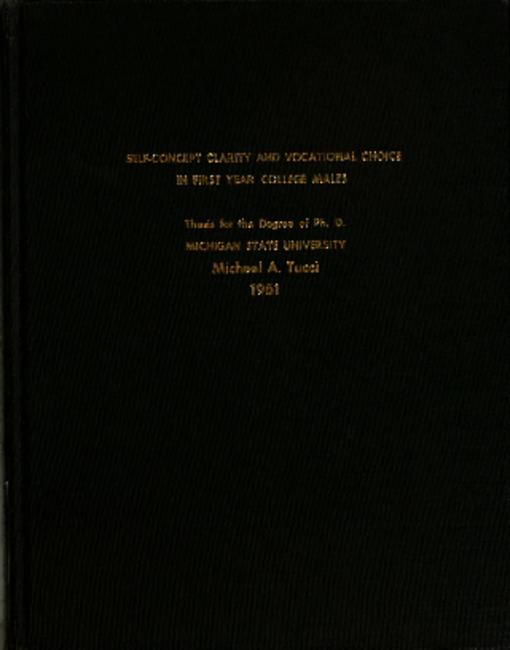 SELF-CONCEPT CLARITY AND VOCATIONAL CHOICE
IN FIRST YEAR COLLEGE MALES
Thesis for the Degree of Ph. D.
MICHIGAN STATE UNIVERSITY
Michael A. Tucci
1961